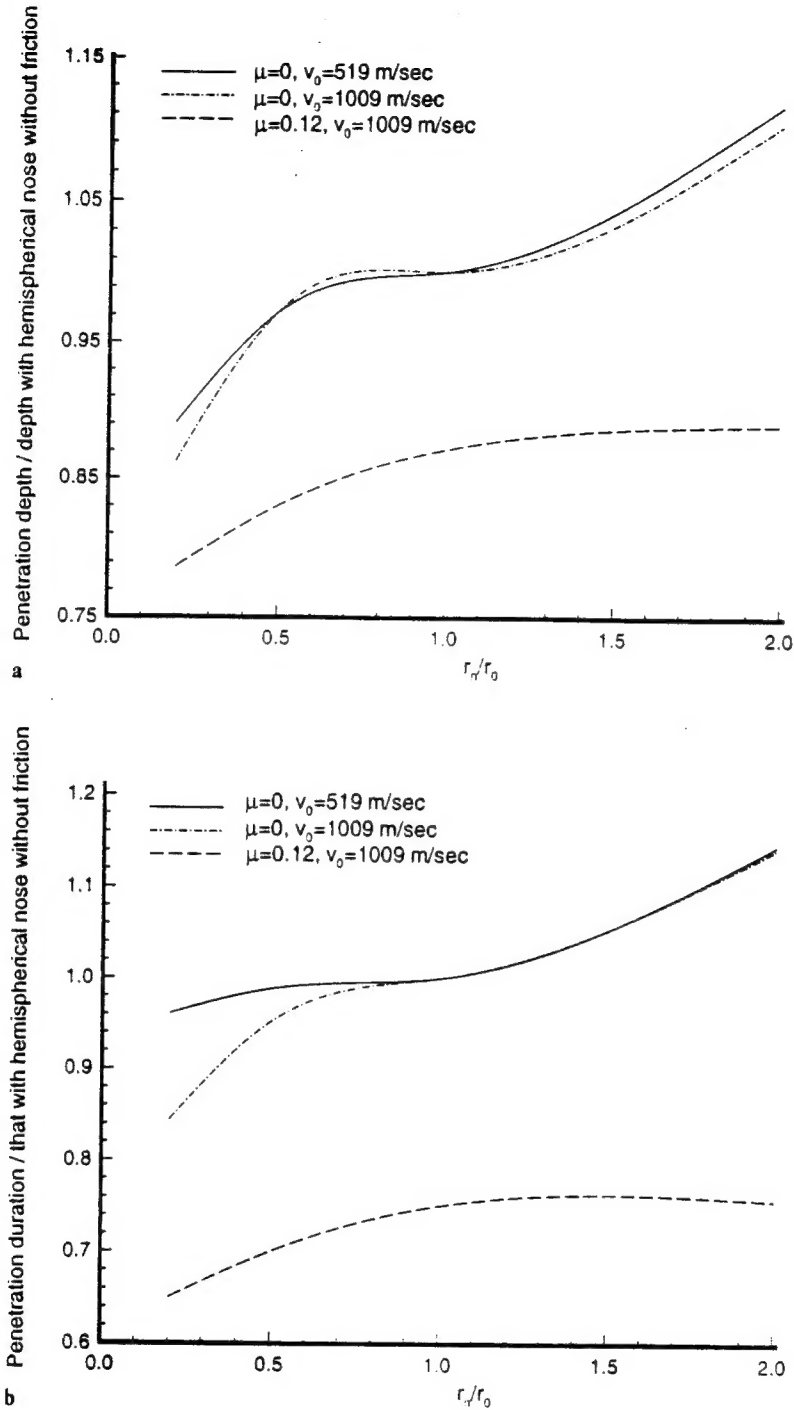 Penetration depth / depth with hemispherical nose without friction
1.15
1.05
0.95
0.85
0.75
μ=0, v₀=519 m/sec
μ=0, v₀=1009 m/sec
μ=0.12, v₀=1009 m/sec
0.0
0.5
1.0
1.5
2.0
rₙ/r₀
a
Penetration duration / that with hemispherical nose without friction
1.2
1.1
1.0
0.9
0.8
0.7
0.6
μ=0, v₀=519 m/sec
μ=0, v₀=1009 m/sec
μ=0.12, v₀=1009 m/sec
0.0
0.5
1.0
1.5
2.0
rₙ/r₀
b